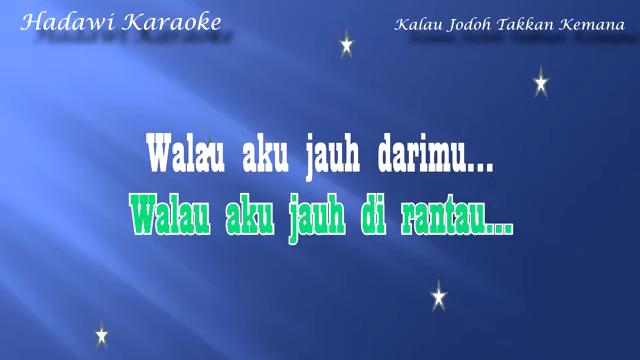 Hadawi Karaoke
Kalau Jodoh Takkan Kemana
Walau aku jauh darimu...
Walau aku jauh di rantau...